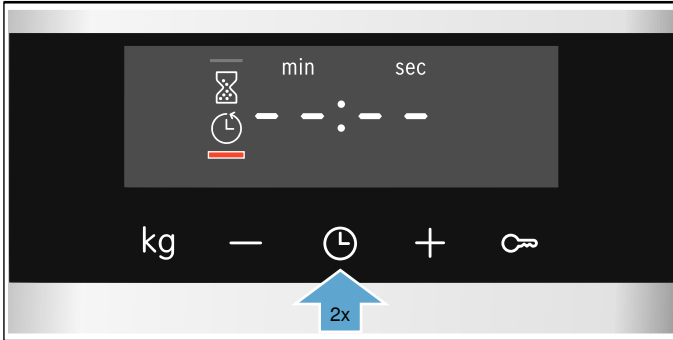 min sec
– – : – –
kg – +
2x